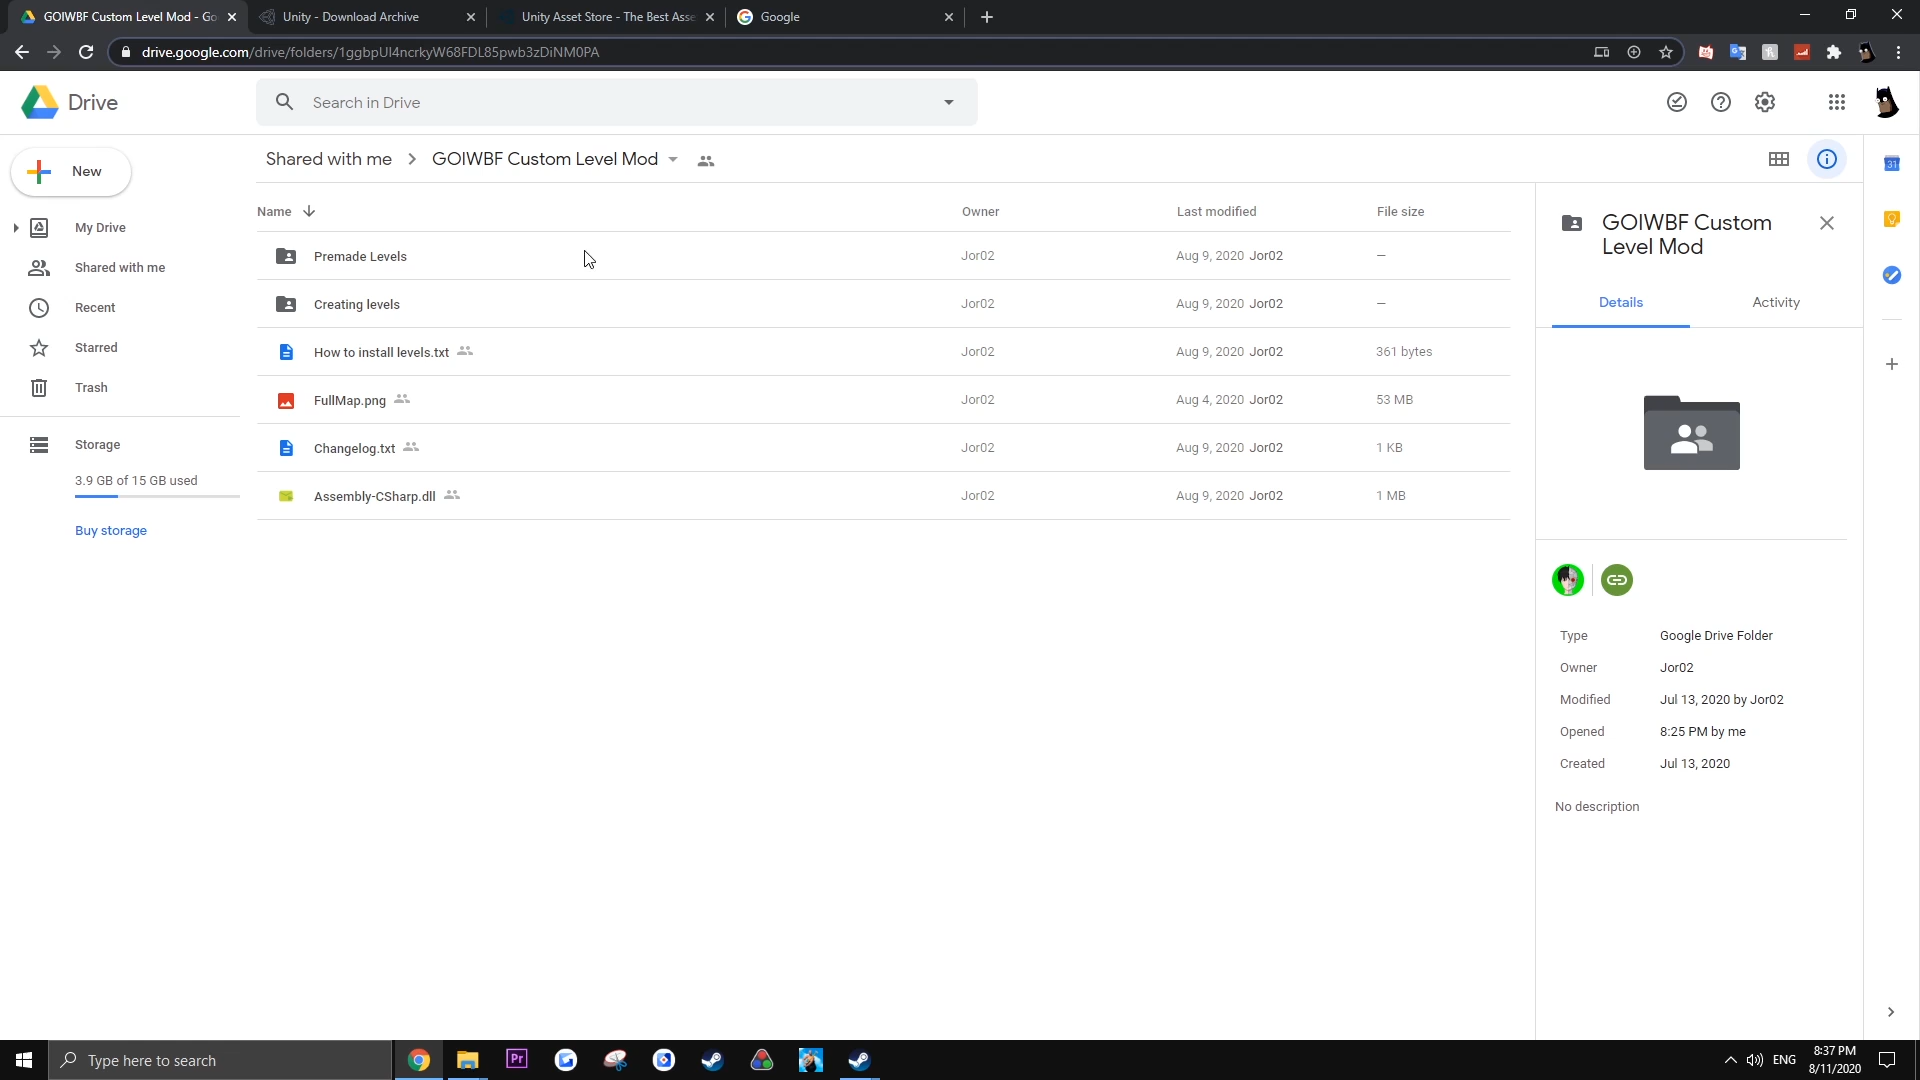 GOIWBF Custom Level Mod - Go
Unity - Download Archive
Unity Asset Store - The Best Asse
Google
drive.google.com/drive/folders/1ggbpUl4ncrkyW68FDL85pwb3zDiNM0PA
Drive
Search in Drive
New
Shared with me > GOIWBF Custom Level Mod
My Drive
Shared with me
Recent
Starred
Trash
Storage
3.9 GB of 15 GB used
Buy storage
Name Owner Last modified File size
Premade Levels Jor02 Aug 9, 2020 Jor02 —
Creating levels Jor02 Aug 9, 2020 Jor02 —
How to install levels.txt Jor02 Aug 9, 2020 Jor02 361 bytes
FullMap.png Jor02 Aug 4, 2020 Jor02 53 MB
Changelog.txt Jor02 Aug 9, 2020 Jor02 1 KB
Assembly-CSharp.dll Jor02 Aug 9, 2020 Jor02 1 MB
GOIWBF Custom
Level Mod
Details Activity
Type Google Drive Folder
Owner Jor02
Modified Jul 13, 2020 by Jor02
Opened 8:25 PM by me
Created Jul 13, 2020
No description
31
Type here to search
Pr
ENG
8:37 PM
8/11/2020